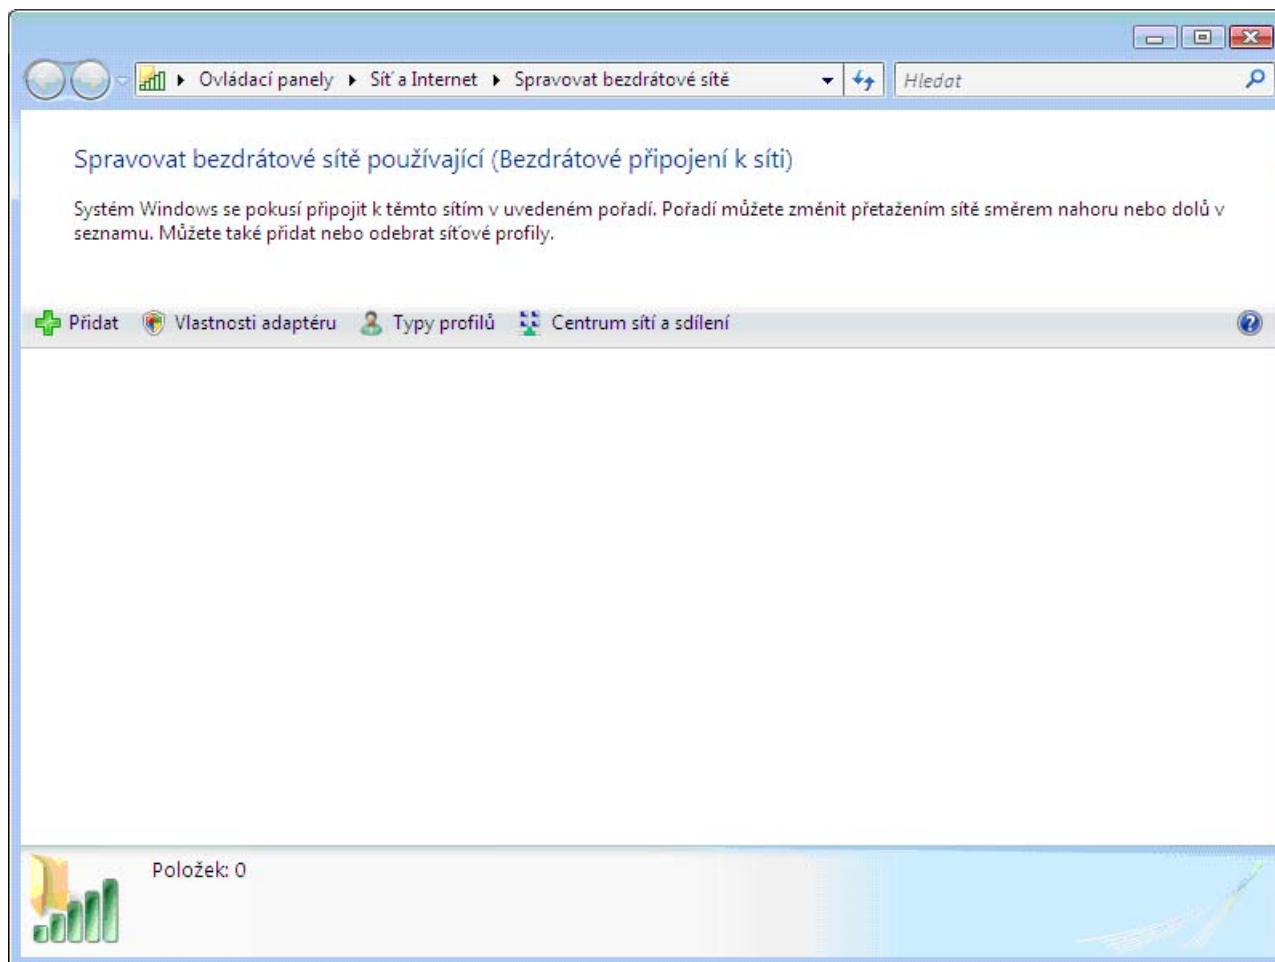 Ovládací panely Síť a Internet Spravovat bezdrátové sítě Hledat
Spravovat bezdrátové sítě používající (Bezdrátové připojení k síti)
Systém Windows se pokusí připojit k těmto sítím v uvedeném pořadí. Pořadí můžete změnit přetažením sítě směrem nahoru nebo dolů v
seznamu. Můžete také přidat nebo odebrat síťové profily.
Přidat Vlastnosti adaptéru Typy profilů Centrum sítí a sdílení
Položek: 0